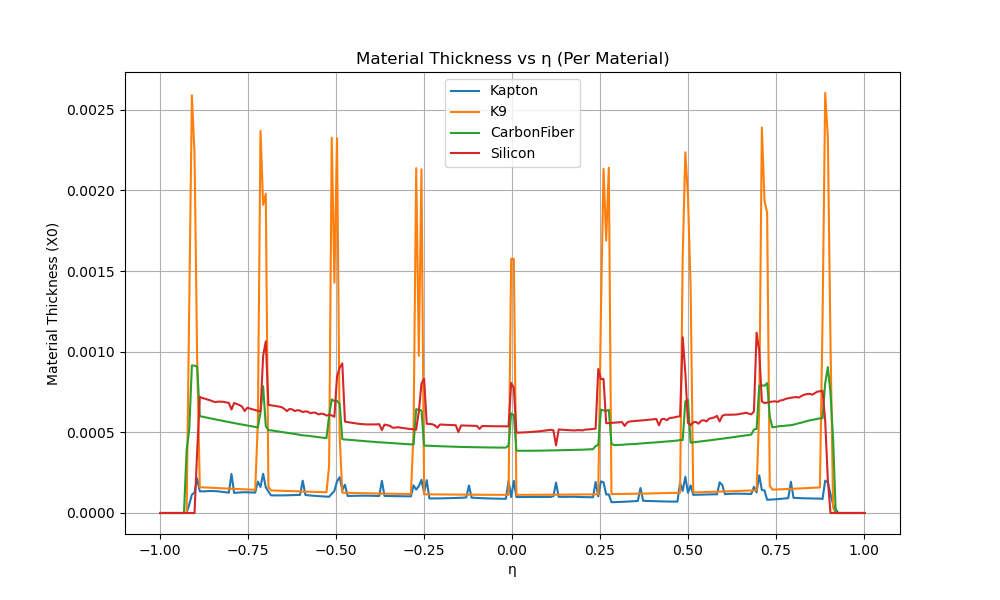 Material Thickness vs η (Per Material)
Kapton
K9
CarbonFiber
Silicon
Material Thickness (X0)
0.0025
0.0020
0.0015
0.0010
0.0005
0.0000
−1.00 −0.75 −0.50 −0.25 0.00 0.25 0.50 0.75 1.00
η